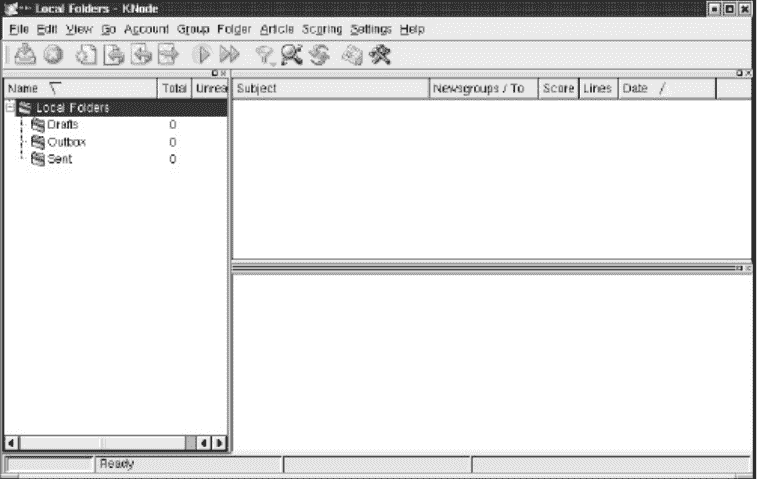 Local Folders - KNode
File Edit View Go Account Group Folder Article Scoring Settings Help
Name Total Unrea Subject Newsgroups / To Score Lines Date
Local Folders
Drafts 0
Outbox 0
Sent 0
Ready